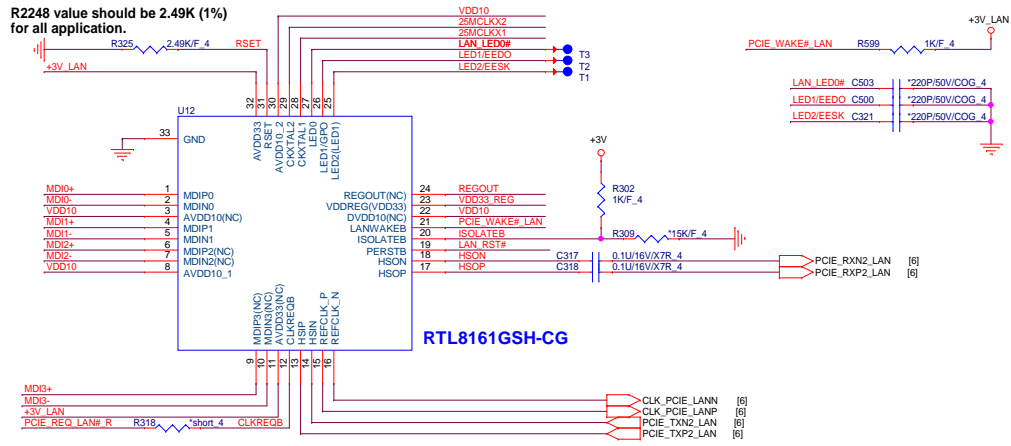 R2248 value should be 2.49K (1%)
for all application.
R325 2.49K/F_4 RSET
+3V_LAN
VDD10
25MCLKX2
25MCLKX1
LAN_LED0#
LED1/EEDO
LED2/EESK
T3
T2
T1
PCIE_WAKE#_LAN R599 1K/F_4
+3V_LAN
LAN_LED0# C503 *220P/50V/COG_4
LED1/EEDO C500 *220P/50V/COG_4
LED2/EESK C321 *220P/50V/COG_4
32
31
30
29
28
27
26
25
U12
AVDD33
RSET
AVDD10_2
CKXTAL2
CKXTAL1
LED0
LED1/GPO
LED2(LED1)
33 GND
MDI0+ 1 MDIP0
MDI0- 2 MDIN0
VDD10 3 AVDD10(NC)
MDI1+ 4 MDIP1
MDI1- 5 MDIN1
MDI2+ 6 MDIP2(NC)
MDI2- 7 MDIN2(NC)
VDD10 8 AVDD10_1
REGOUT(NC) 24 REGOUT
VDDREG(VDD33) 23 VDD33_REG
DVDD10(NC) 22 VDD10
LANWAKEB 21 PCIE_WAKE#_LAN
ISOLATEB 20 ISOLATEB
PERSTB 19 LAN_RST#
HSON 18 HSON C317 0.1U/16V/X7R_4 PCIE_RXN2_LAN [6]
HSOP 17 HSOP C318 0.1U/16V/X7R_4 PCIE_RXP2_LAN [6]
+3V
R302
1K/F_4
R309 *15K/F_4
MDIP3(NC)
MDIN3(NC)
AVDD33(NC)
CLKREQB
HSIP
HSIN
REFCLK_P
REFCLK_N
9
10
11
12
13
14
15
16
RTL8161GSH-CG
MDI3+
MDI3-
+3V_LAN
PCIE_REQ_LAN#_R R318 *short_4 CLKREQB
CLK_PCIE_LANN [6]
CLK_PCIE_LANP [6]
PCIE_TXN2_LAN [6]
PCIE_TXP2_LAN [6]